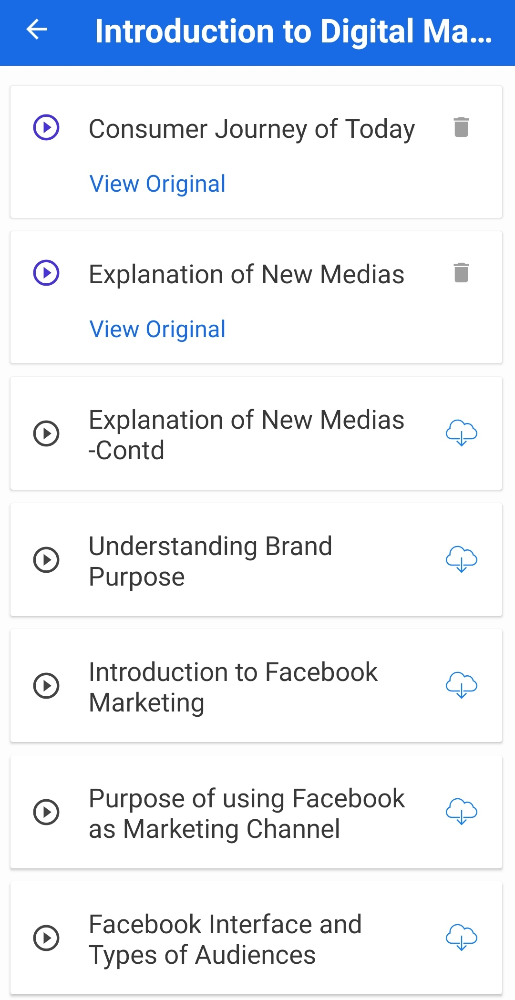 Introduction to Digital Ma...
Consumer Journey of Today
View Original
Explanation of New Medias
View Original
Explanation of New Medias
-Contd
Understanding Brand
Purpose
Introduction to Facebook
Marketing
Purpose of using Facebook
as Marketing Channel
Facebook Interface and
Types of Audiences